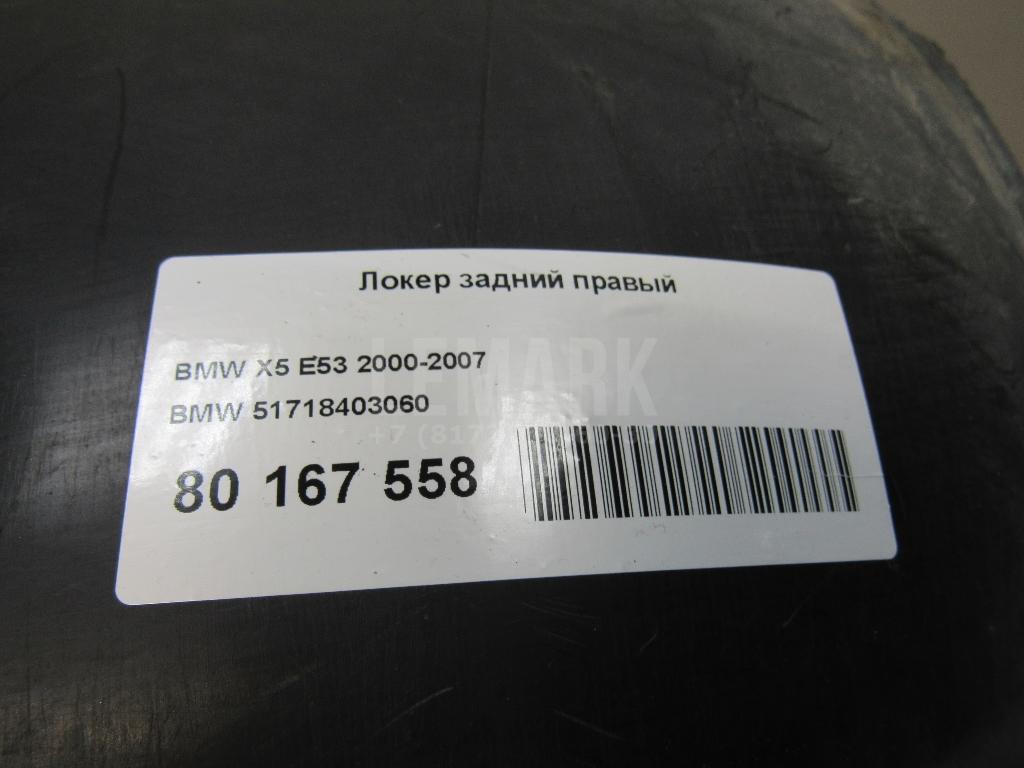 Локер задний правый
BMW X5 E53 2000-2007
LEMARK
BMW 51718403060
80 167 558